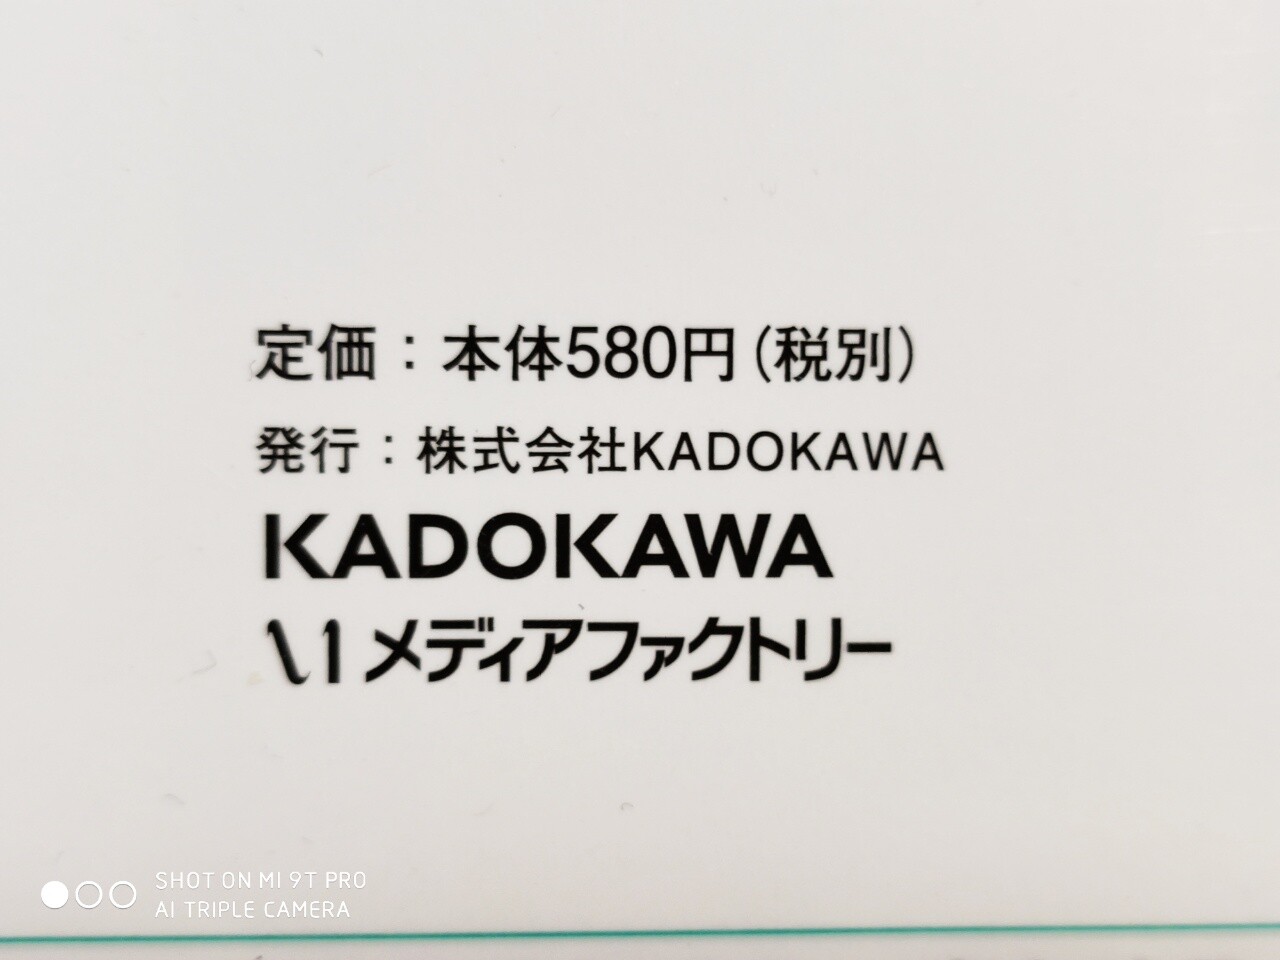 定価：本体580円（税別）
発行：株式会社KADOKAWA
KADOKAWA
メディアファクトリー
SHOT ON MI 9T PRO
AI TRIPLE CAMERA